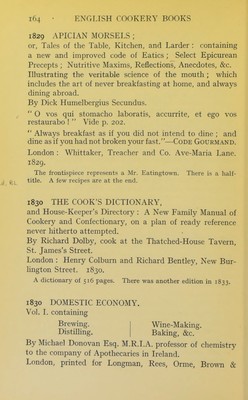 164 · ENGLISH COOKERY BOOKS
1829 APICIAN MORSELS ;
or, Tales of the Table, Kitchen, and Larder : containing
a new and improved code of Eatics ; Select Epicurean
Precepts ; Nutritive Maxims, Reflections, Anecdotes, &c.
Illustrating the veritable science of the mouth ; which
includes the art of never breakfasting at home, and always
dining abroad.
By Dick Humelbergius Secundus.
" O vos qui stomacho laboratis, accurrite, et ego vos
restaurabo ! " Vide p. 202.
" Always breakfast as if you did not intend to dine ; and
dine as if you had not broken your fast."—CODE GOURMAND.
London : Whittaker, Treacher and Co. Ave-Maria Lane.
1829.
The frontispiece represents a Mr. Eatingtown. There is a half-
title. A few recipes are at the end.
1830 THE COOK'S DICTIONARY,
and House-Keeper's Directory : A New Family Manual of
Cookery and Confectionary, on a plan of ready reference
never hitherto attempted.
By Richard Dolby, cook at the Thatched-House Tavern,
St. James's Street.
London : Henry Colburn and Richard Bentley, New Bur-
lington Street. 1830.
A dictionary of 516 pages. There was another edition in 1833.
1830 DOMESTIC ECONOMY.
Vol. I. containing
Brewing. | Wine-Making.
Distilling. | Baking, &c.
By Michael Donovan Esq. M.R.I.A. professor of chemistry
to the company of Apothecaries in Ireland.
London, printed for Longman, Rees, Orme, Brown &